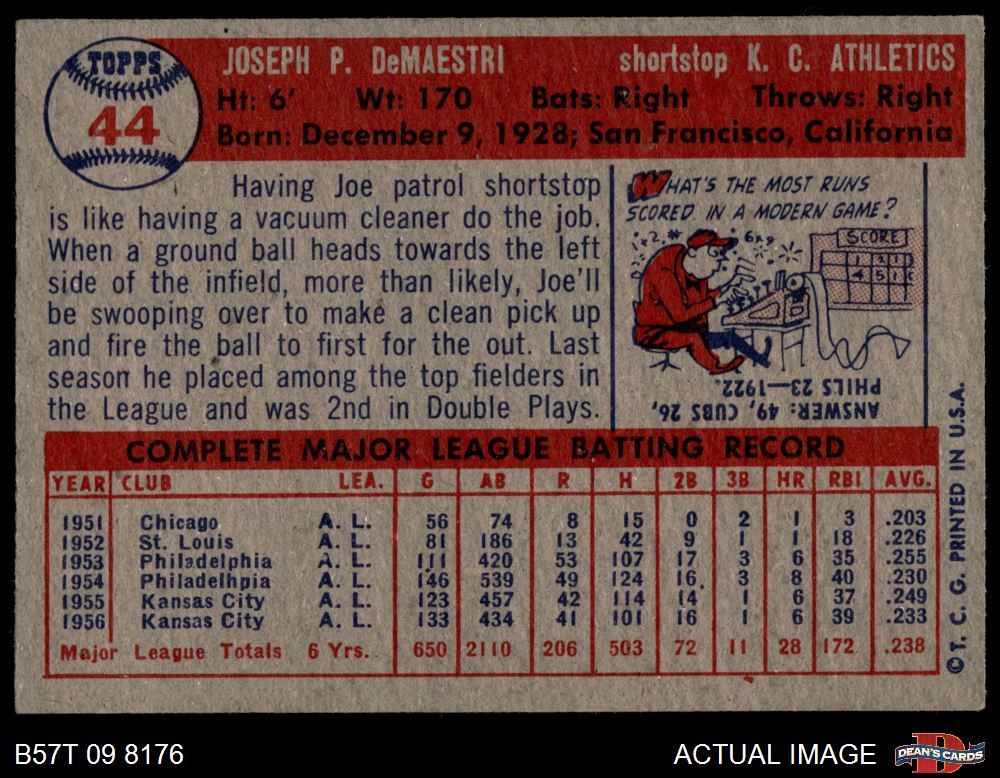 TOPPS
44
JOSEPH P. DeMAESTRI shortstop K. C. ATHLETICS
Ht: 6' Wt: 170 Bats: Right Throws: Right
Born: December 9, 1928; San Francisco, California
Having Joe patrol shortstop
is like having a vacuum cleaner do the job.
When a ground ball heads towards the left
side of the infield, more than likely, Joe'll
be swooping over to make a clean pick up
and fire the ball to first for the out. Last
season he placed among the top fielders in
the League and was 2nd in Double Plays.
WHAT'S THE MOST RUNS
SCORED IN A MODERN GAME?
SCORE
ANSWER: 49, CUBS 26,
PHILS 23—1922.
COMPLETE MAJOR LEAGUE BATTING RECORD
YEAR CLUB LEA. G AB R H 2B 3B HR RBI AVG.
1951 Chicago A. L. 56 74 8 15 0 2 1 3 .203
1952 St. Louis A. L. 81 186 13 42 9 1 1 18 .226
1953 Philadelphia A. L. 111 420 53 107 17 3 6 35 .255
1954 Philadelhpia A. L. 146 539 49 124 16 3 8 40 .230
1955 Kansas City A. L. 123 457 42 114 14 1 6 37 .249
1956 Kansas City A. L. 133 434 41 101 16 1 6 39 .233
Major League Totals 6 Yrs. 650 2110 206 503 72 11 28 172 .238
©T. C. G. PRINTED IN U.S.A.
B57T 09 8176 ACTUAL IMAGE
DEAN'S CARDS